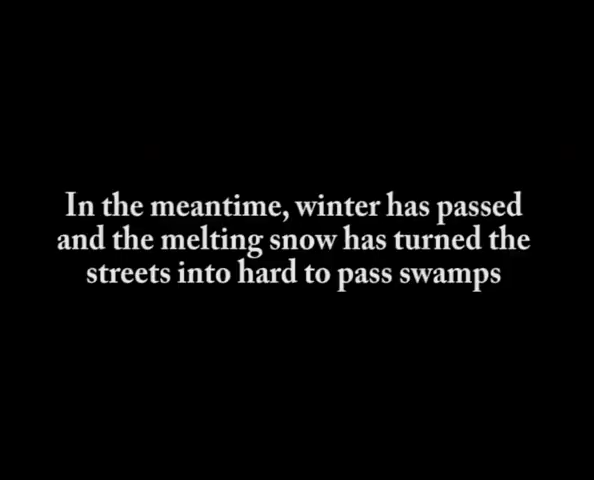 In the meantime, winter has passed
and the melting snow has turned the
streets into hard to pass swamps